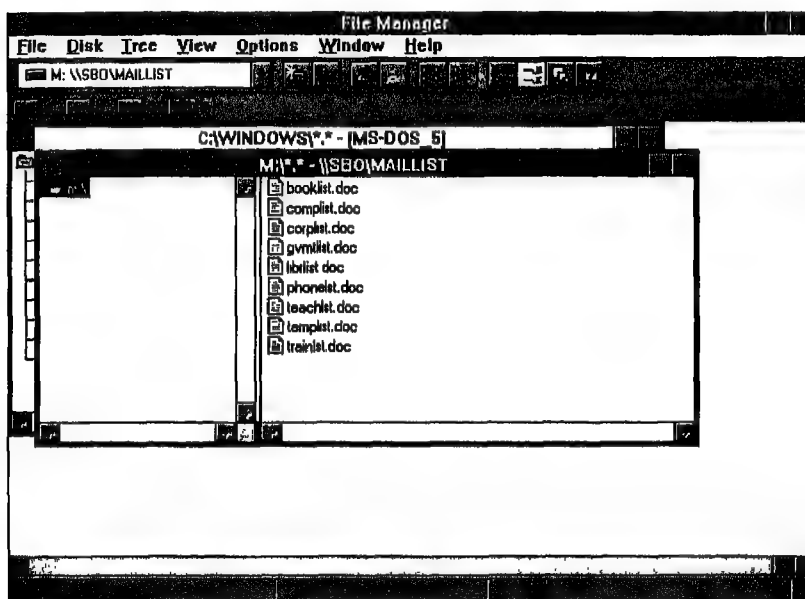 File Manager
File Disk Tree View Options Window Help
M: \\SBO\MAILLIST
C:\WINDOWS\*.* - [MS-DOS_5]
M:\*.* - \\SBO\MAILLIST
m:\
booklist.doc
complist.doc
corplist.doc
gvmtlist.doc
librlist.doc
phonelst.doc
teachlst.doc
templist.doc
trainlst.doc